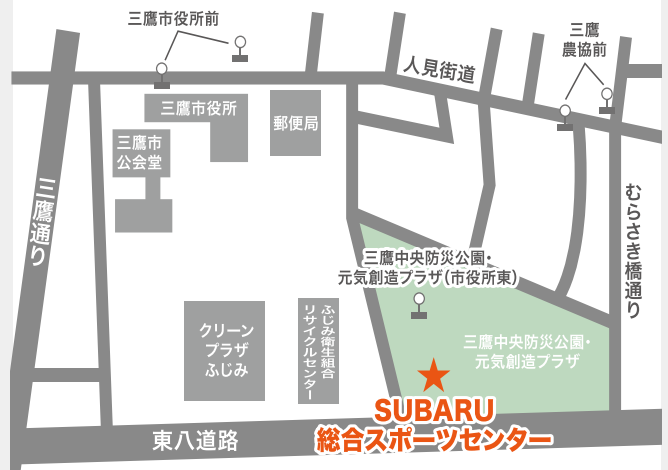 三鷹市役所前
三鷹
農協前
人見街道
三鷹市役所
郵便局
三鷹市
公会堂
三鷹通り
むらさき橋通り
三鷹中央防災公園・
元気創造プラザ(市役所東)
クリーン
プラザ
ふじみ
ふじみ衛生組合
リサイクルセンター
三鷹中央防災公園・
元気創造プラザ
SUBARU
総合スポーツセンター
東八道路